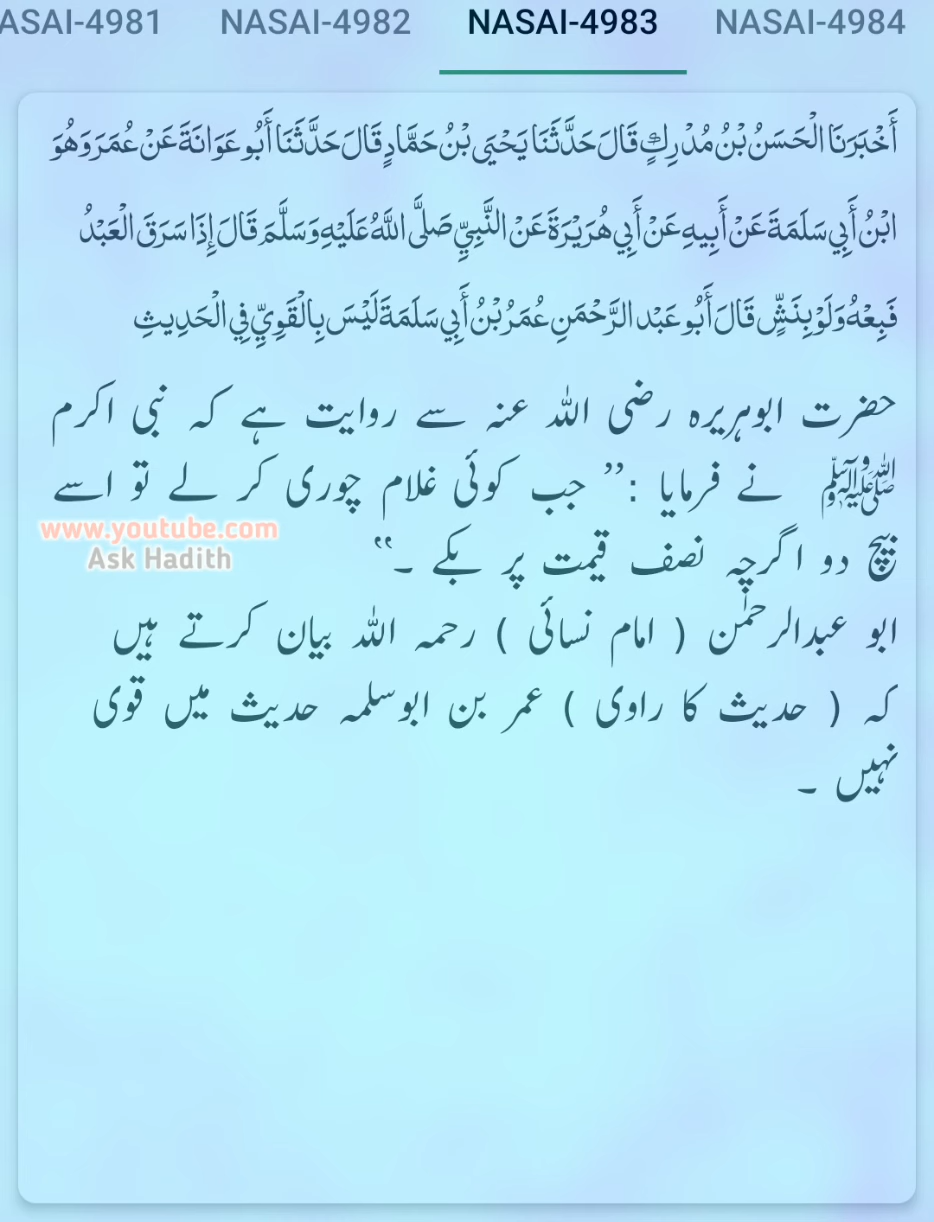 ASAI-4981 NASAI-4982 NASAI-4983 NASAI-4984
أَخْبَرَنَا الْحَسَنُ بْنُ مُدْرِكٍ قَالَ حَدَّثَنَا يَحْيَى بْنُ حَمَّادٍ قَالَ حَدَّثَنَا أَبُو عَوَانَةَ عَنْ عُمَرَ وَهُوَ
ابْنُ أَبِي سَلَمَةَ عَنْ أَبِيهِ عَنْ أَبِي هُرَيْرَةَ عَنْ النَّبِيِّ صَلَّى اللَّهُ عَلَيْهِ وَسَلَّمَ قَالَ إِذَا سَرَقَ الْعَبْدُ
فَبِعْهُ وَلَوْ بِنَشٍّ قَالَ أَبُو عَبْد الرَّحْمَنِ عُمَرُ بْنُ أَبِي سَلَمَةَ لَيْسَ بِالْقَوِيِّ فِي الْحَدِيثِ
حضرت ابوہریرہ رضی اللہ عنہ سے روایت ہے کہ نبی اکرم
ﷺ نے فرمایا :’’ جب کوئی غلام چوری کر لے تو اسے
بیچ دو اگرچہ نصف قیمت پر بکے ۔‘‘
www.youtube.com
Ask Hadith
ابو عبدالرحمٰن ( امام نسائی ) رحمہ اللہ بیان کرتے ہیں
کہ ( حدیث کا راوی ) عمر بن ابوسلمہ حدیث میں قوی
نہیں ۔